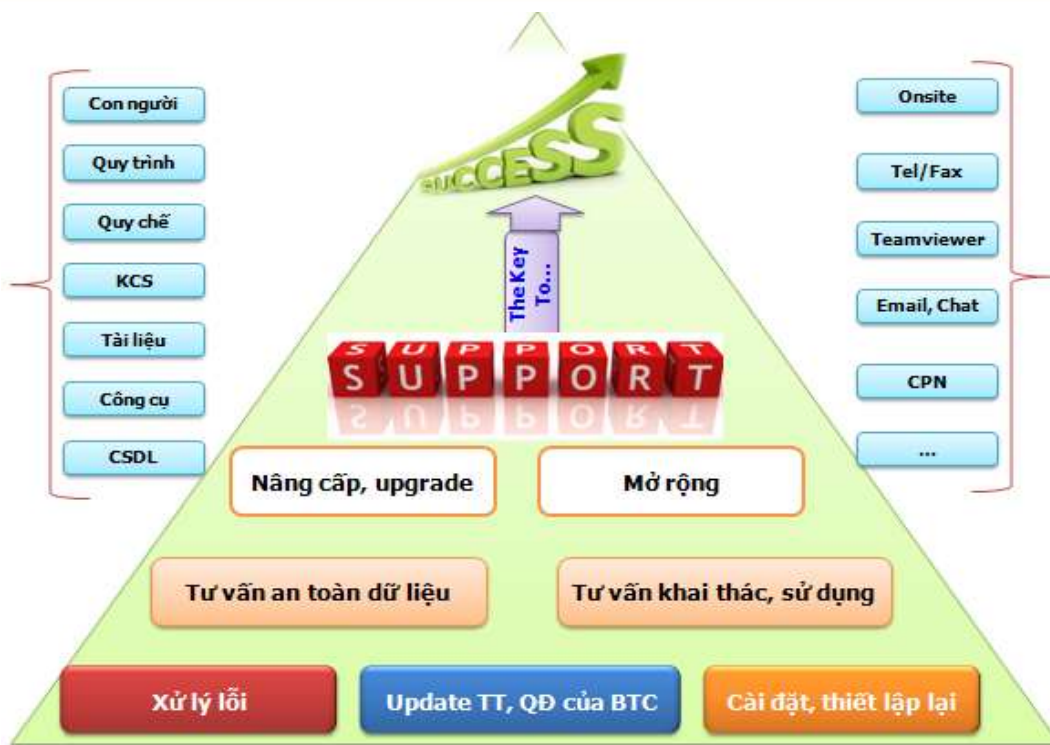 SUCCESS
The Key
To...
SUPPORT
Con người
Quy trình
Quy chế
KCS
Tài liệu
Công cụ
CSDL
Onsite
Tel/Fax
Teamviewer
Email, Chat
CPN
...
Nâng cấp, upgrade
Mở rộng
Tư vấn an toàn dữ liệu
Tư vấn khai thác, sử dụng
Xử lý lỗi
Update TT, QĐ của BTC
Cài đặt, thiết lập lại